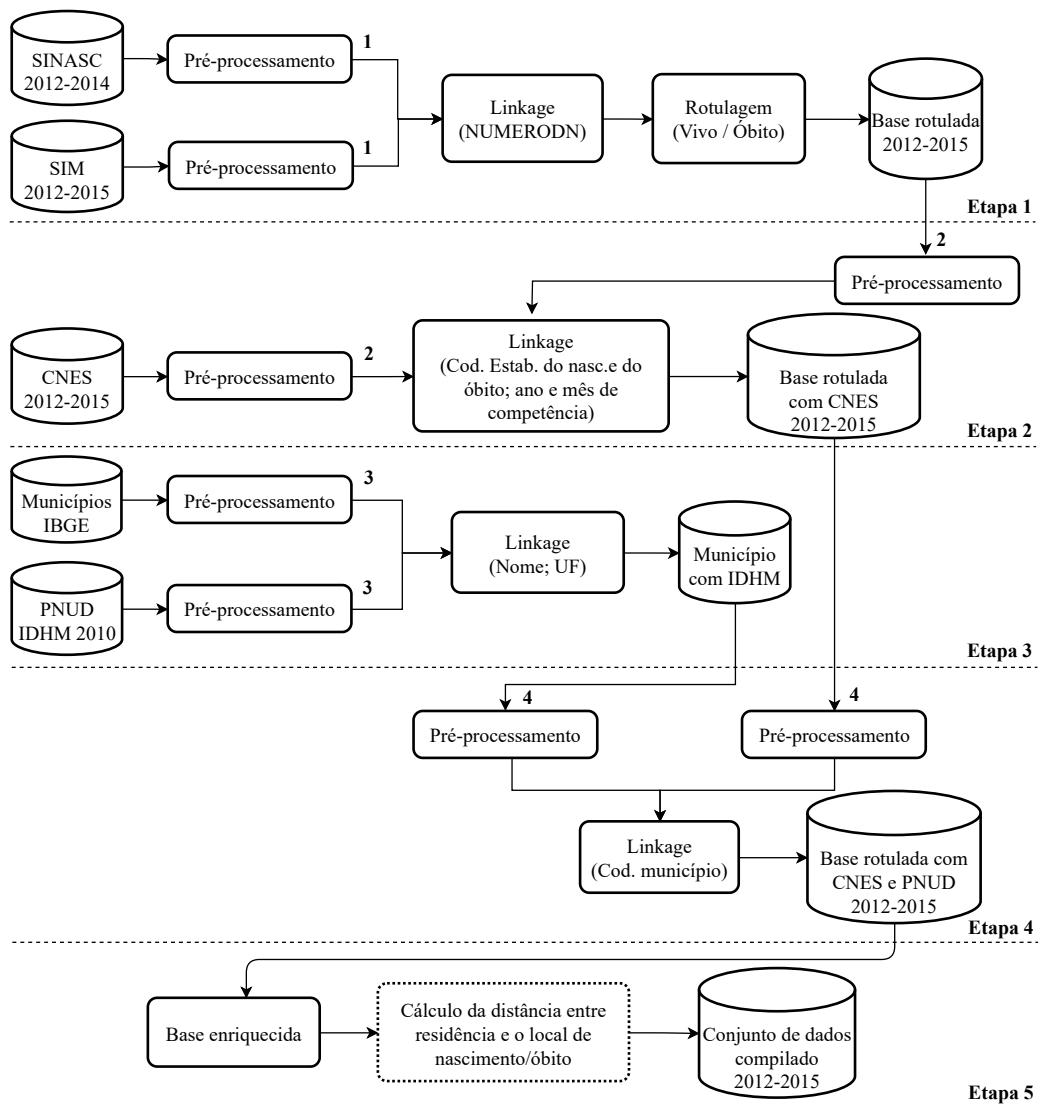 SINASC
2012-2014
Pré-processamento
1
SIM
2012-2015
Pré-processamento
1
Linkage
(NUMERODN)
Rotulagem
(Vivo / Óbito)
Base rotulada
2012-2015
Etapa 1
2
Pré-processamento
CNES
2012-2015
Pré-processamento
2
Linkage
(Cod. Estab. do nasc.e do
óbito; ano e mês de
competência)
Base rotulada
com CNES
2012-2015
Etapa 2
Municípios
IBGE
Pré-processamento
3
PNUD
IDHM 2010
Pré-processamento
3
Linkage
(Nome; UF)
Município
com IDHM
Etapa 3
4
Pré-processamento
4
Pré-processamento
Linkage
(Cod. município)
Base rotulada com
CNES e PNUD
2012-2015
Etapa 4
Base enriquecida
Cálculo da distância entre
residência e o local de
nascimento/óbito
Conjunto de dados
compilado
2012-2015
Etapa 5